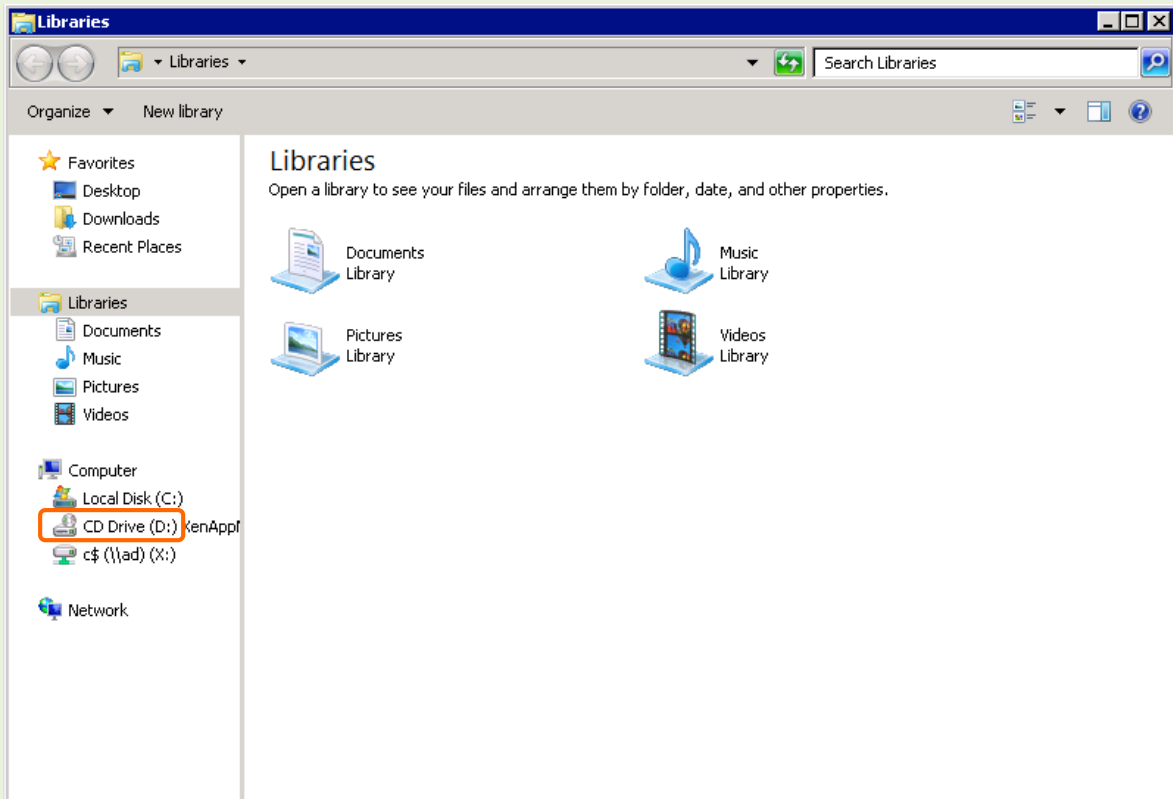 Libraries
Libraries
Search Libraries
Organize
New library
Favorites
Desktop
Downloads
Recent Places
Libraries
Documents
Music
Pictures
Videos
Computer
Local Disk (C:)
CD Drive (D:)
c$ (\\ad) (X:)
Network
Libraries
Open a library to see your files and arrange them by folder, date, and other properties.
Documents
Library
Music
Library
Pictures
Library
Videos
Library